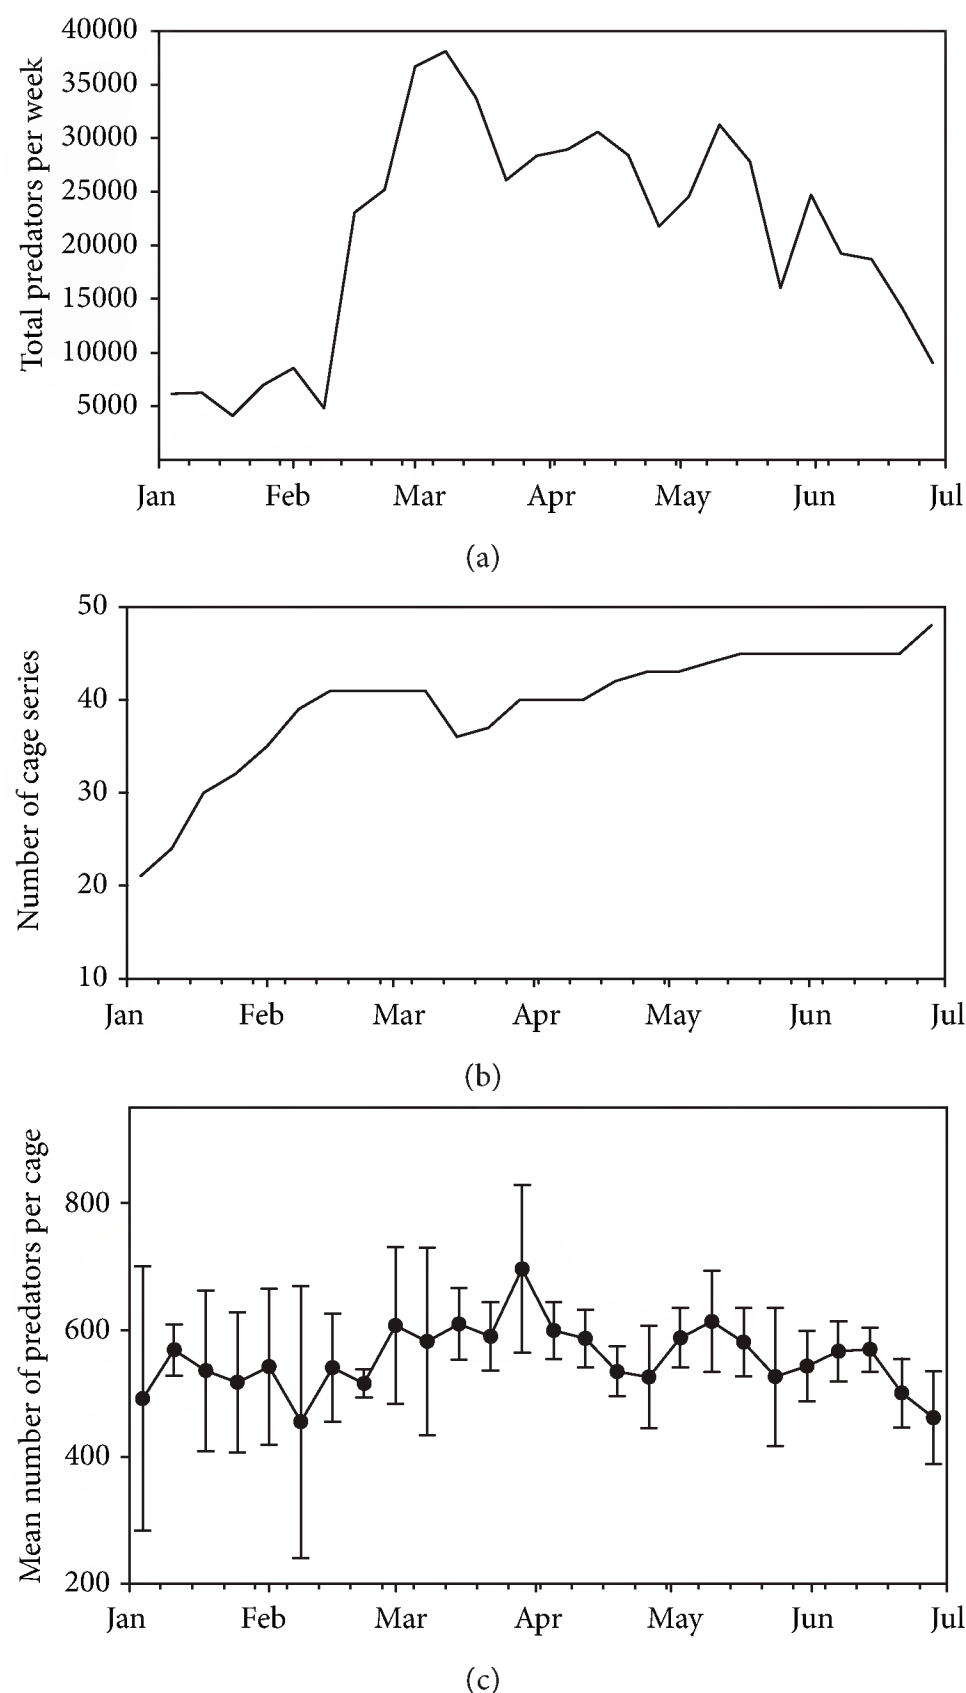 Total predators per week
40000
35000
30000
25000
20000
15000
10000
5000
Jan Feb Mar Apr May Jun Jul
(a)
Number of cage series
50
40
30
20
10
Jan Feb Mar Apr May Jun Jul
(b)
Mean number of predators per cage
800
600
400
200
Jan Feb Mar Apr May Jun Jul
(c)